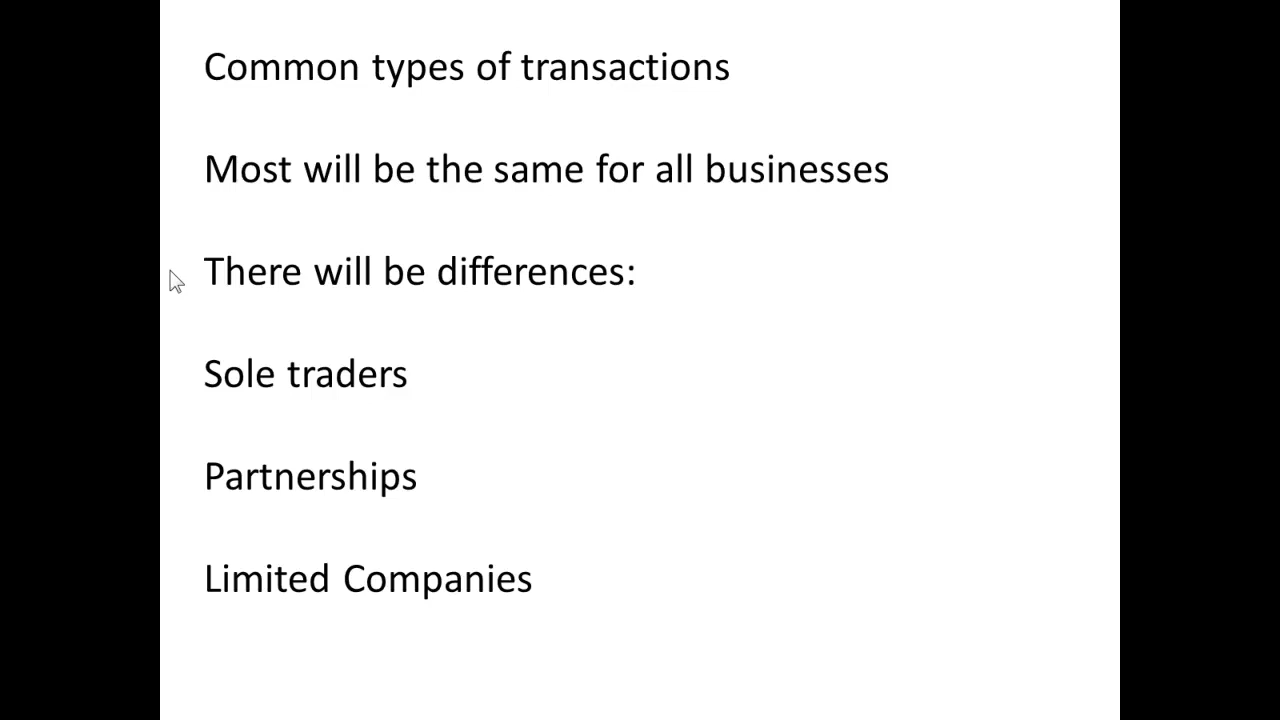 Common types of transactions
Most will be the same for all businesses
There will be differences:
Sole traders
Partnerships
Limited Companies